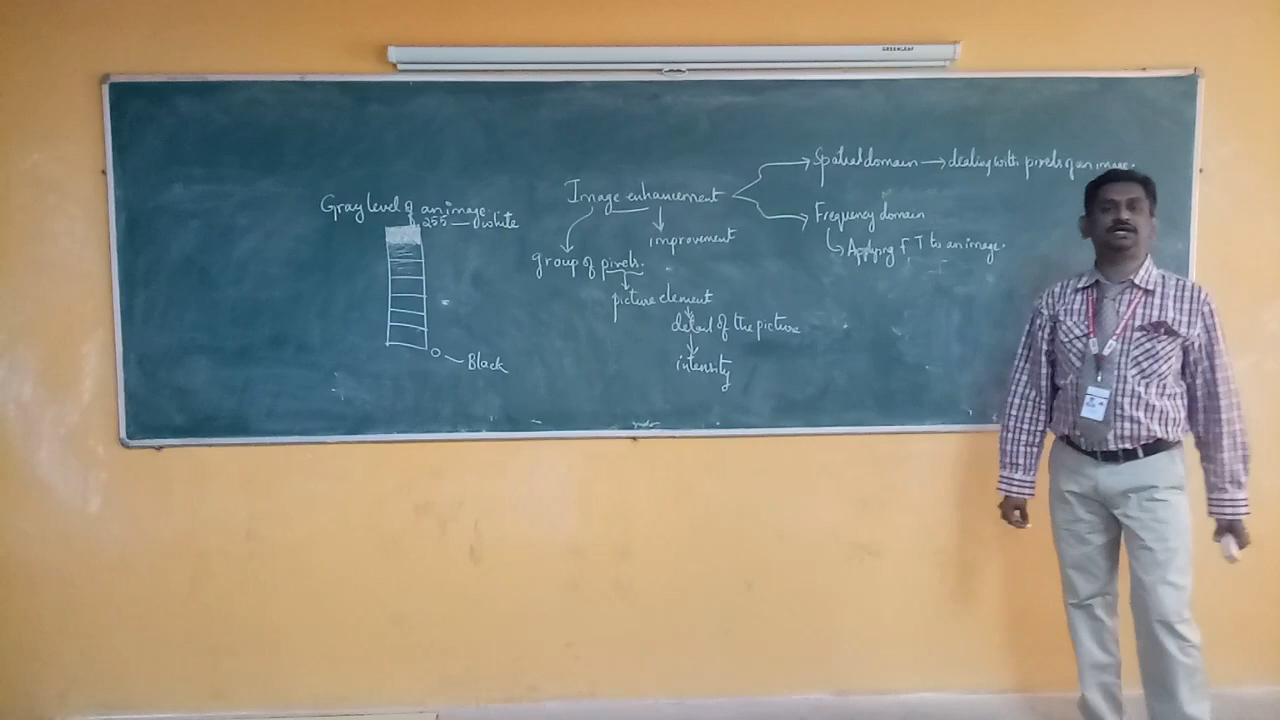 GREENLEAF
Gray level of an image
255 — white
0 — Black
Image enhancement
improvement
group of pixels.
picture element
detail of the picture
intensity
Spatial domain → dealing with pixels of an image.
Frequency domain
Applying F T to an image.